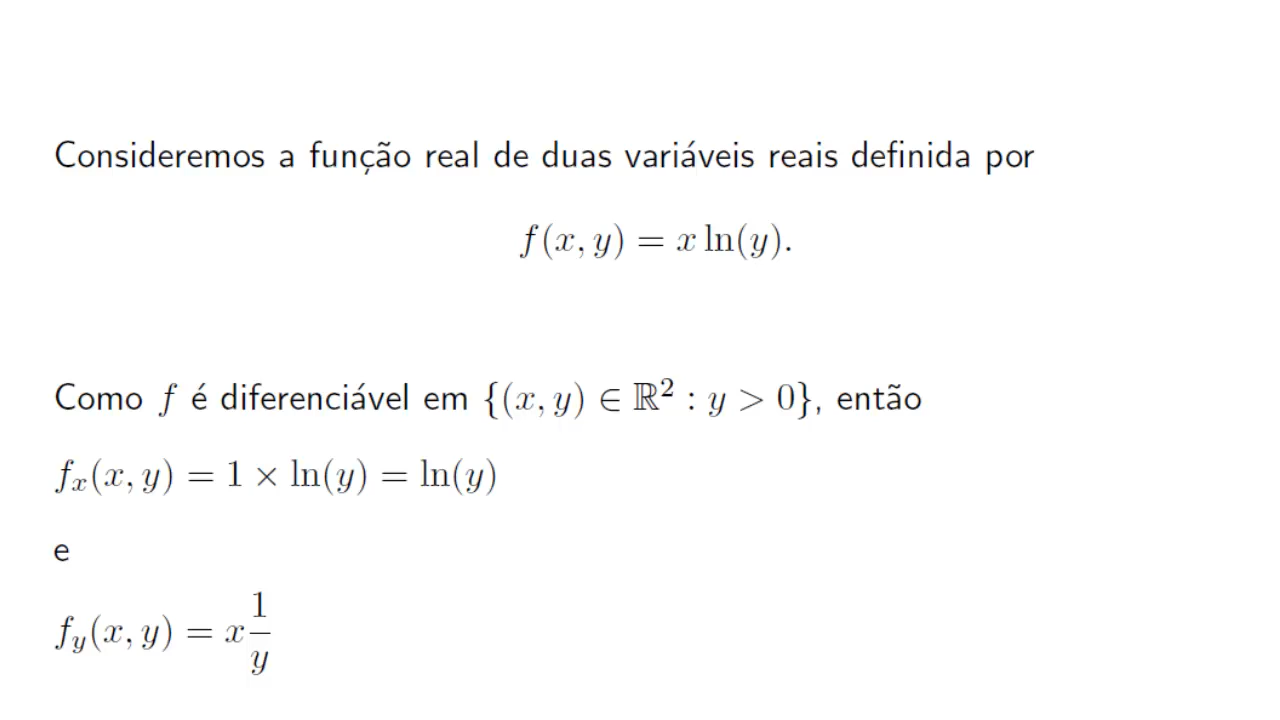 Consideremos a função real de duas variáveis reais definida por
f(x, y) = x ln(y).
Como f é diferenciável em {(x, y) ∈ ℝ² : y > 0}, então
fₓ(x, y) = 1 × ln(y) = ln(y)
e
f_y(x, y) = x 1/y